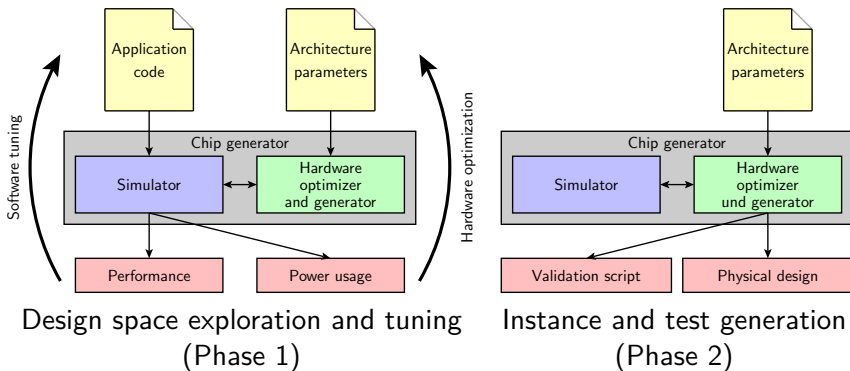 Application
code
Architecture
parameters
Software tuning
Chip generator
Simulator
Hardware
optimizer
and generator
Hardware optimization
Performance
Power usage
Design space exploration and tuning
(Phase 1)
Architecture
parameters
Chip generator
Simulator
Hardware
optimizer
und generator
Validation script
Physical design
Instance and test generation
(Phase 2)